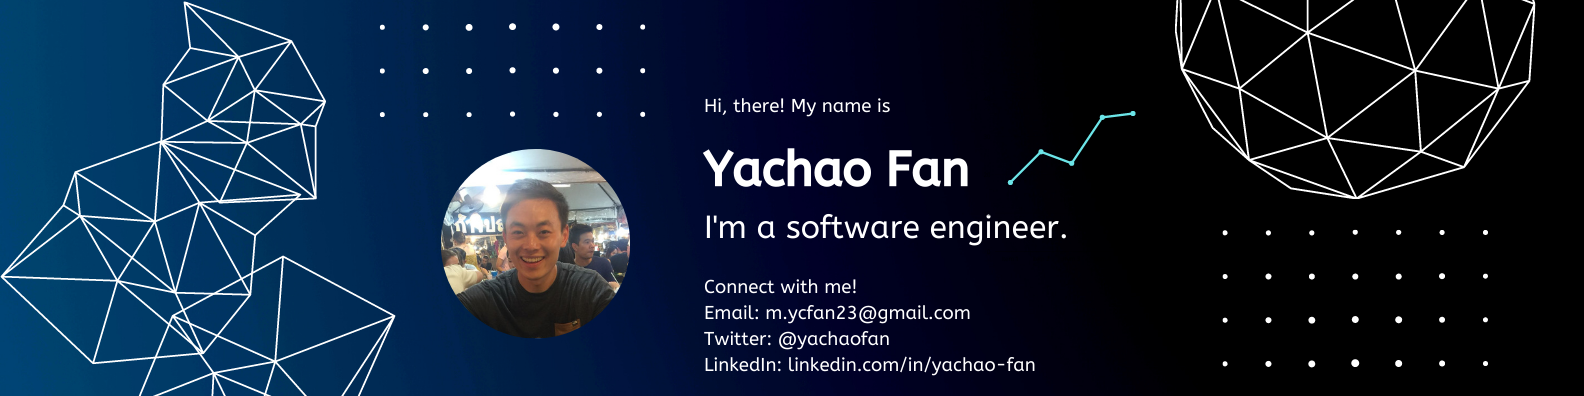 Hi, there! My name is
Yachao Fan
I'm a software engineer.
Connect with me!
Email: m.ycfan23@gmail.com
Twitter: @yachaofan
LinkedIn: linkedin.com/in/yachao-fan